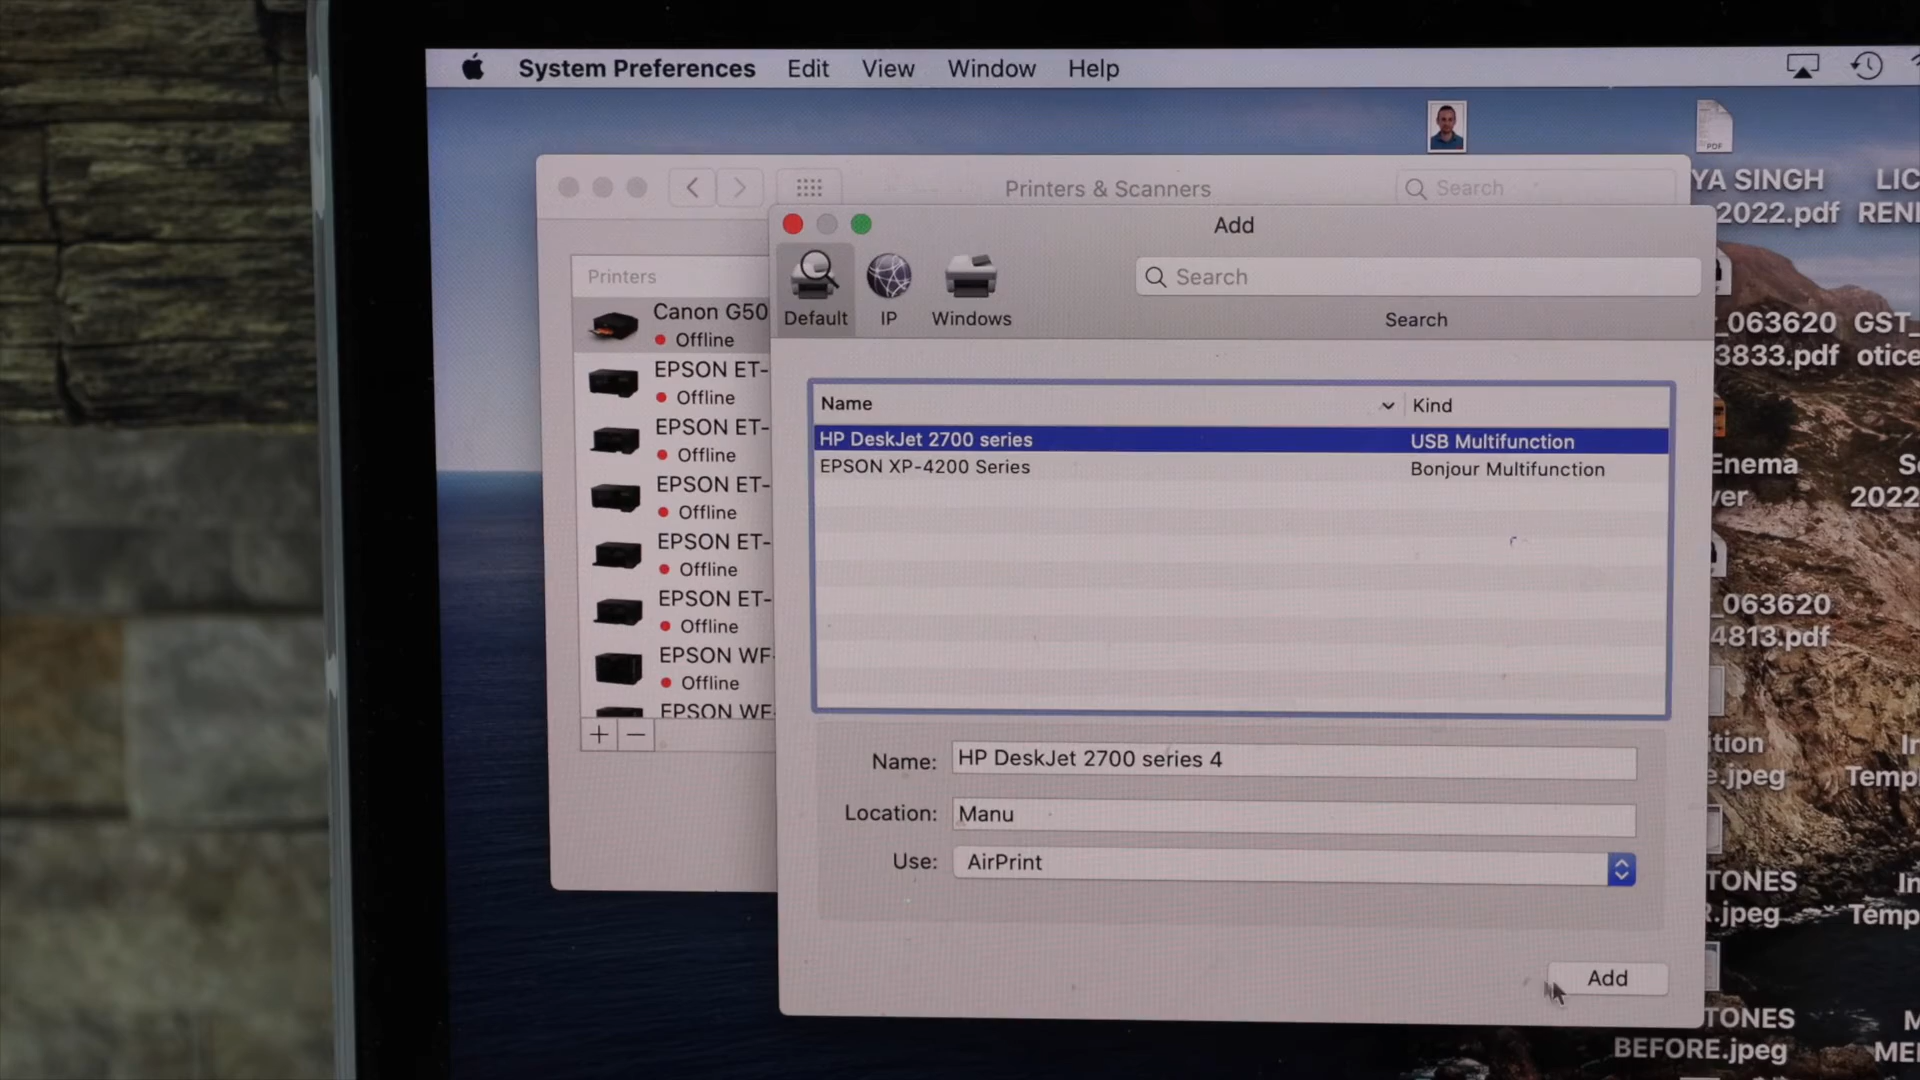 System Preferences Edit View Window Help
PDF
Printers & Scanners
Search
YA SINGH
2022.pdf
LIC
RENI
Add
Default
IP
Windows
Search
Search
Printers
Canon G50
Offline
EPSON ET-
Offline
EPSON ET-
Offline
EPSON ET-
Offline
EPSON ET-
Offline
EPSON ET-
Offline
EPSON WF-
Offline
EPSON WF-
Name Kind
HP DeskJet 2700 series USB Multifunction
EPSON XP-4200 Series Bonjour Multifunction
Name: HP DeskJet 2700 series 4
Location: Manu
Use: AirPrint
Add
_063620
3833.pdf
GST_
otice
Enema
ver
2022
_063620
4813.pdf
ition
e.jpeg
Temp
TONES
R.jpeg
Temp
TONES
BEFORE.jpeg